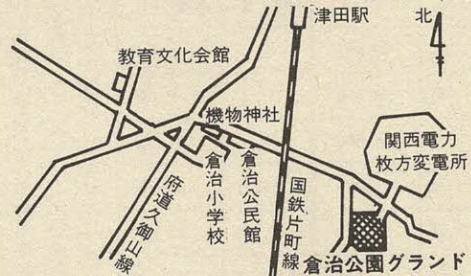 津田駅
北
教育文化会館
機物神社
関西電力
枚方変電所
倉治小学校
倉治公民館
府道久御山線
国鉄片町線
倉治公園グランド